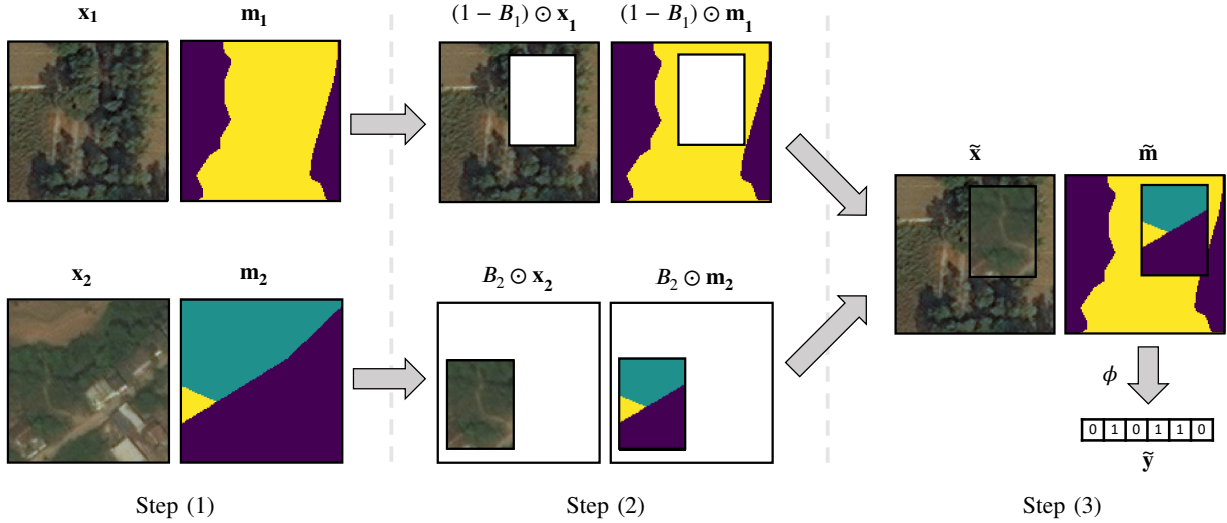 x₁ m₁ (1 − B₁) ⊙ x₁ (1 − B₁) ⊙ m₁
x̃ m̃
x₂ m₂ B₂ ⊙ x₂ B₂ ⊙ m₂
ϕ
0 1 0 1 1 0
ỹ
Step (1) Step (2) Step (3)